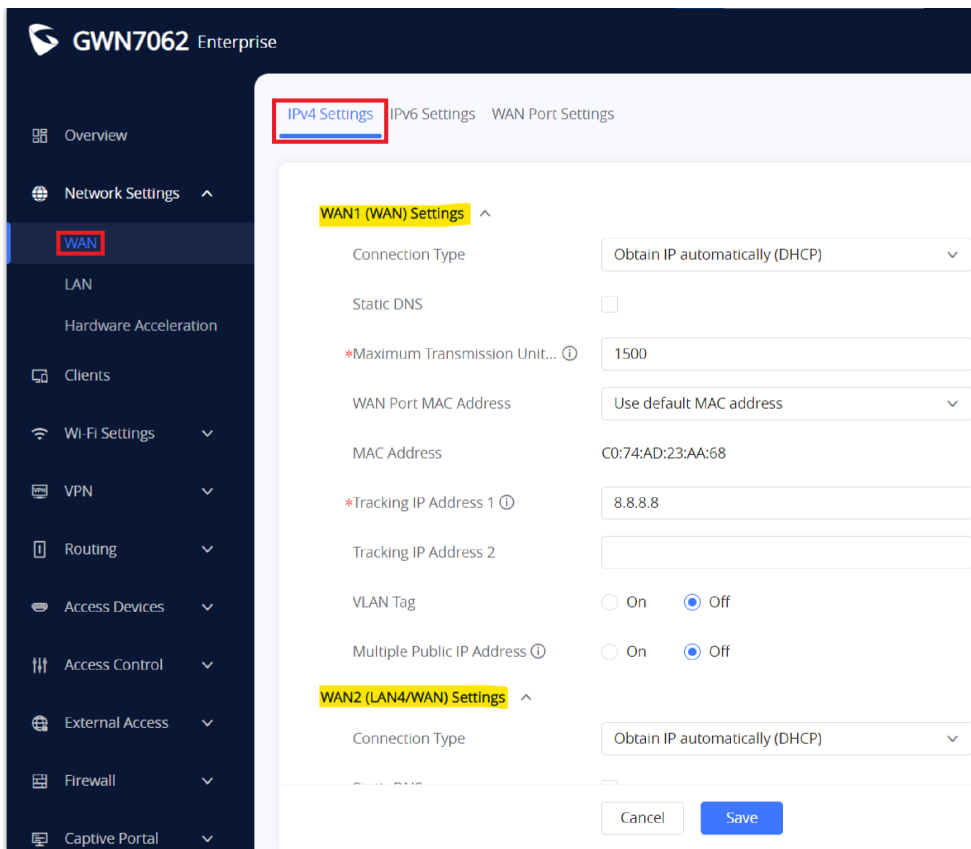 GWN7062 Enterprise
IPv4 Settings IPv6 Settings WAN Port Settings
Overview
Network Settings
WAN
LAN
Hardware Acceleration
Clients
Wi-Fi Settings
VPN
Routing
Access Devices
Access Control
External Access
Firewall
Captive Portal
WAN1 (WAN) Settings
Connection Type Obtain IP automatically (DHCP)
Static DNS
*Maximum Transmission Unit... 1500
WAN Port MAC Address Use default MAC address
MAC Address C0:74:AD:23:AA:68
*Tracking IP Address 1 8.8.8.8
Tracking IP Address 2
VLAN Tag On Off
Multiple Public IP Address On Off
WAN2 (LAN4/WAN) Settings
Connection Type Obtain IP automatically (DHCP)
Cancel Save